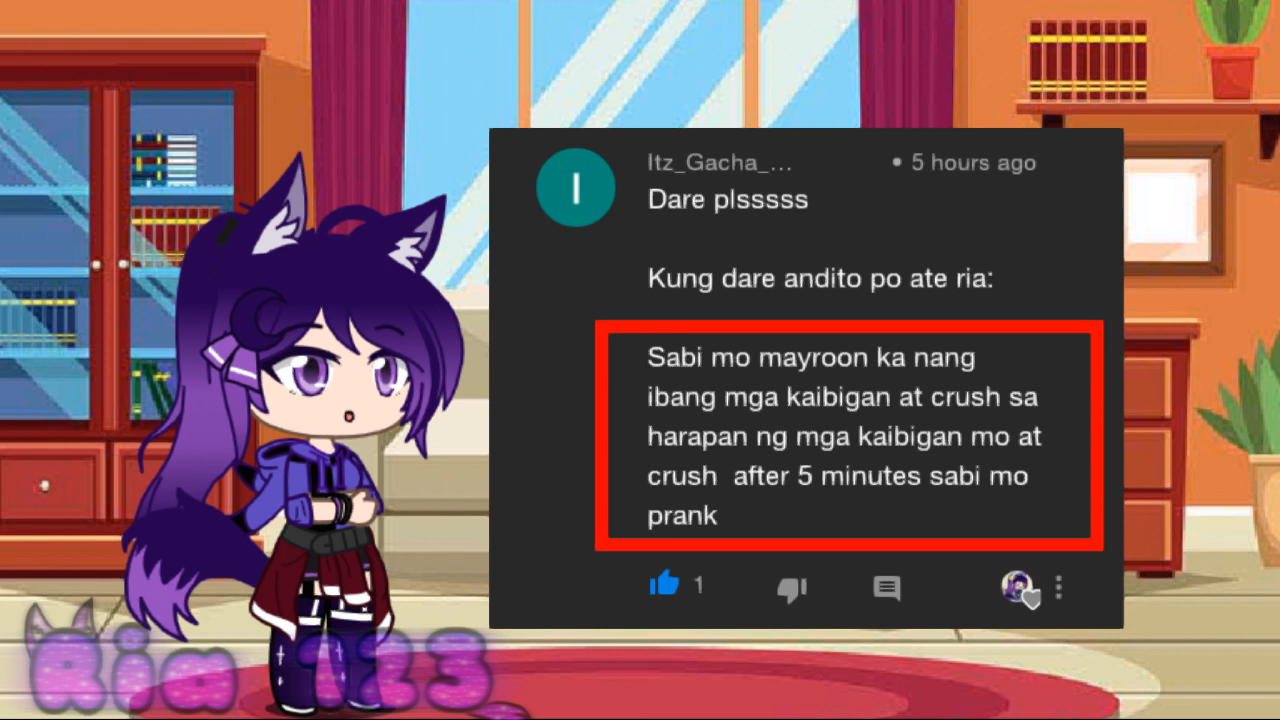 Itz_Gacha_... • 5 hours ago
Dare plsssss
Kung dare andito po ate ria:
Sabi mo mayroon ka nang
ibang mga kaibigan at crush sa
harapan ng mga kaibigan mo at
crush after 5 minutes sabi mo
prank
1
I
Ria 123_